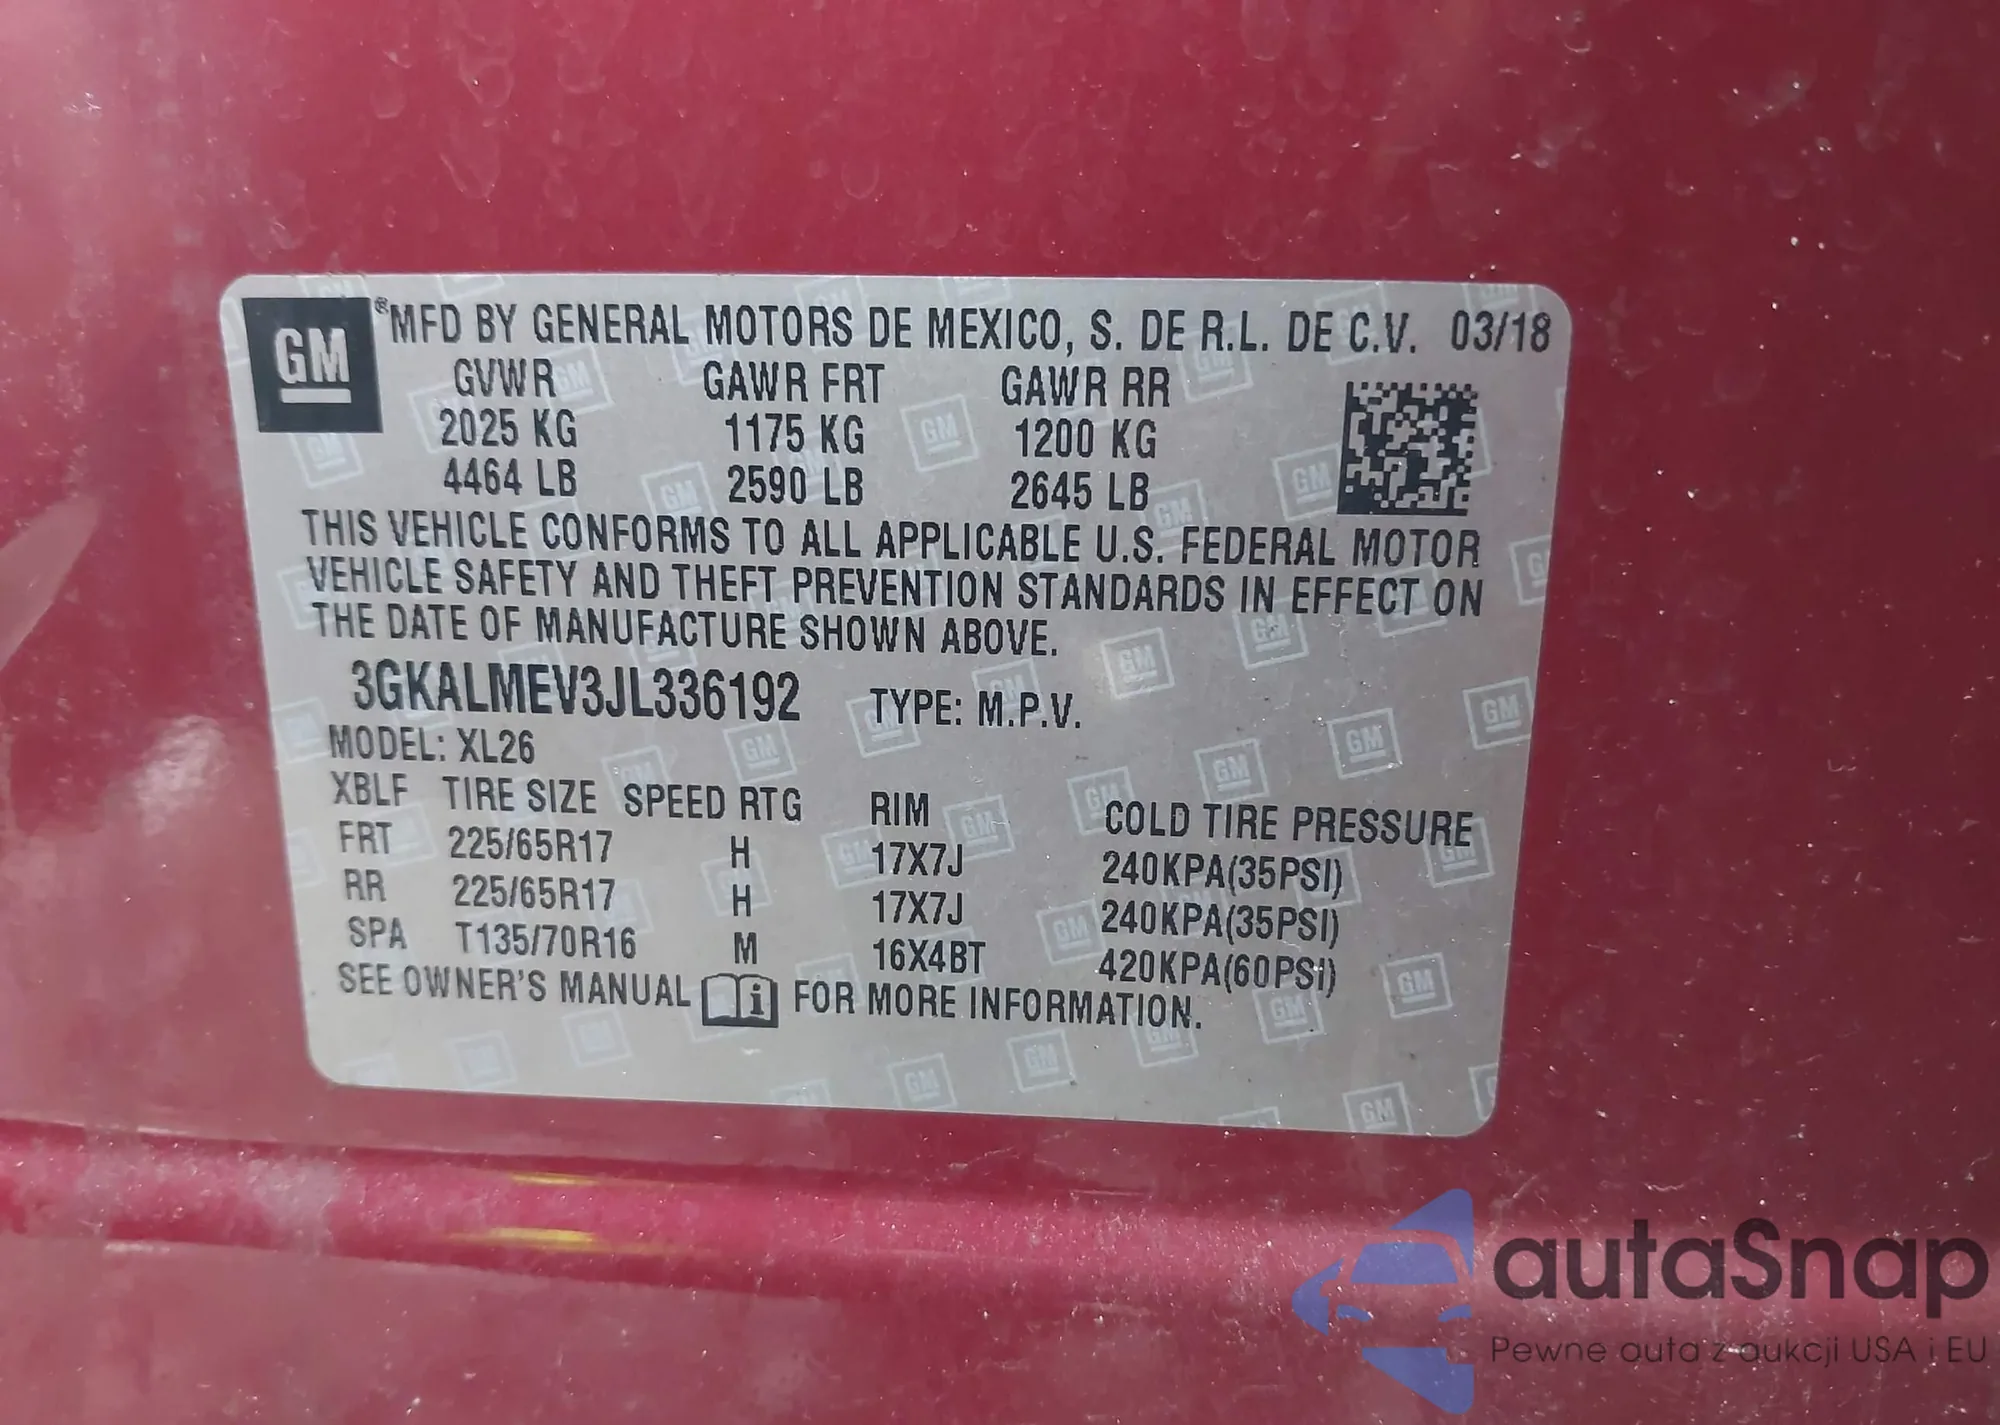 GM ® MFD BY GENERAL MOTORS DE MEXICO, S. DE R.L. DE C.V. 03/18
GVWR GAWR FRT GAWR RR
2025 KG 1175 KG 1200 KG
4464 LB 2590 LB 2645 LB
THIS VEHICLE CONFORMS TO ALL APPLICABLE U.S. FEDERAL MOTOR
VEHICLE SAFETY AND THEFT PREVENTION STANDARDS IN EFFECT ON
THE DATE OF MANUFACTURE SHOWN ABOVE.
3GKALMEV3JL336192 TYPE: M.P.V.
MODEL: XL26
XBLF TIRE SIZE SPEED RTG RIM COLD TIRE PRESSURE
FRT 225/65R17 H 17X7J 240KPA(35PSI)
RR 225/65R17 H 17X7J 240KPA(35PSI)
SPA T135/70R16 M 16X4BT 420KPA(60PSI)
SEE OWNER'S MANUAL i FOR MORE INFORMATION.
autaSnap
Pewne auta z aukcji USA i EU